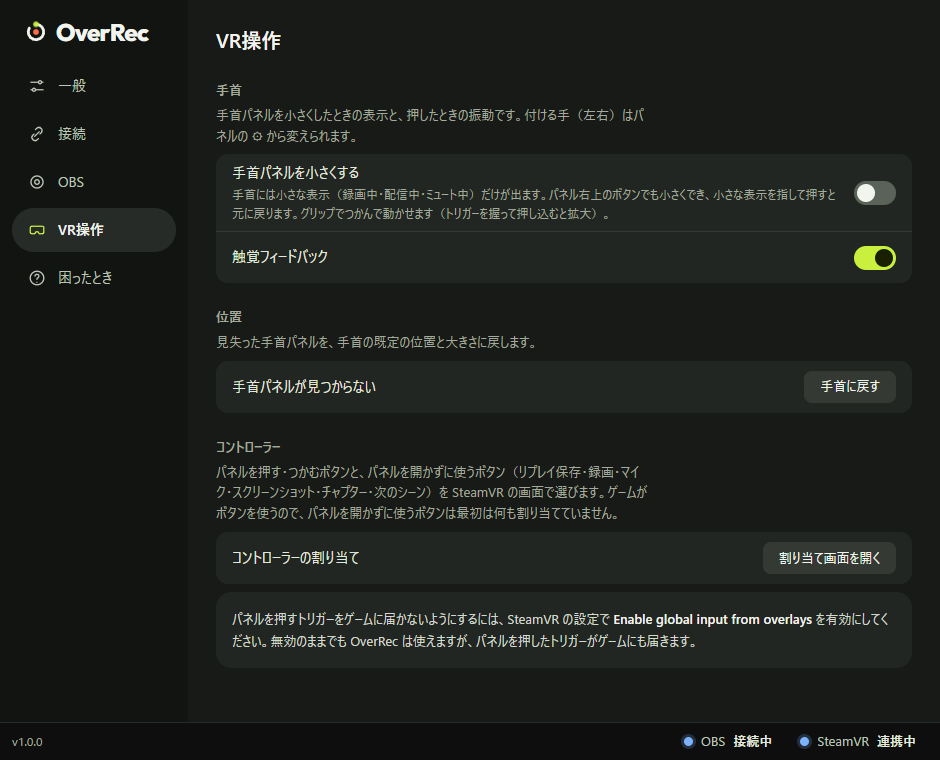 OverRec
一般
接続
OBS
VR操作
困ったとき
VR操作
手首
手首パネルを小さくしたときの表示と、押したときの振動です。付ける手（左右）はパ
ネルの ⚙ から変えられます。
手首パネルを小さくする
手首には小さな表示（録画中・配信中・ミュート中）だけが出ます。パネル右上のボタンでも小さくでき、小さな表示を指して押すと
元に戻ります。グリップでつかんで動かせます（トリガーを握って押し込むと拡大）。
触覚フィードバック
位置
見失った手首パネルを、手首の既定の位置と大きさに戻します。
手首パネルが見つからない
手首に戻す
コントローラー
パネルを押す・つかむボタンと、パネルを開かずに使うボタン（リプレイ保存・録画・マイ
ク・スクリーンショット・チャプター・次のシーン）を SteamVR の画面で選びます。ゲームが
ボタンを使うので、パネルを開かずに使うボタンは最初は何も割り当てていません。
コントローラーの割り当て
割り当て画面を開く
パネルを押すトリガーをゲームに届かないようにするには、SteamVR の設定で Enable global input from overlays を有効にしてく
ださい。無効のままでも OverRec は使えますが、パネルを押したトリガーがゲームにも届きます。
v1.0.0
OBS 接続中
SteamVR 連携中